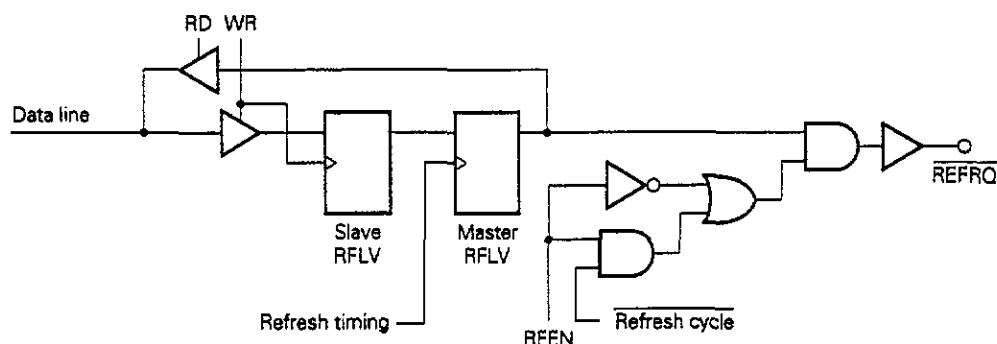 RD WR
Data line
REFRQ
Slave
RFLV
Master
RFLV
Refresh timing
RFEN
Refresh cycle